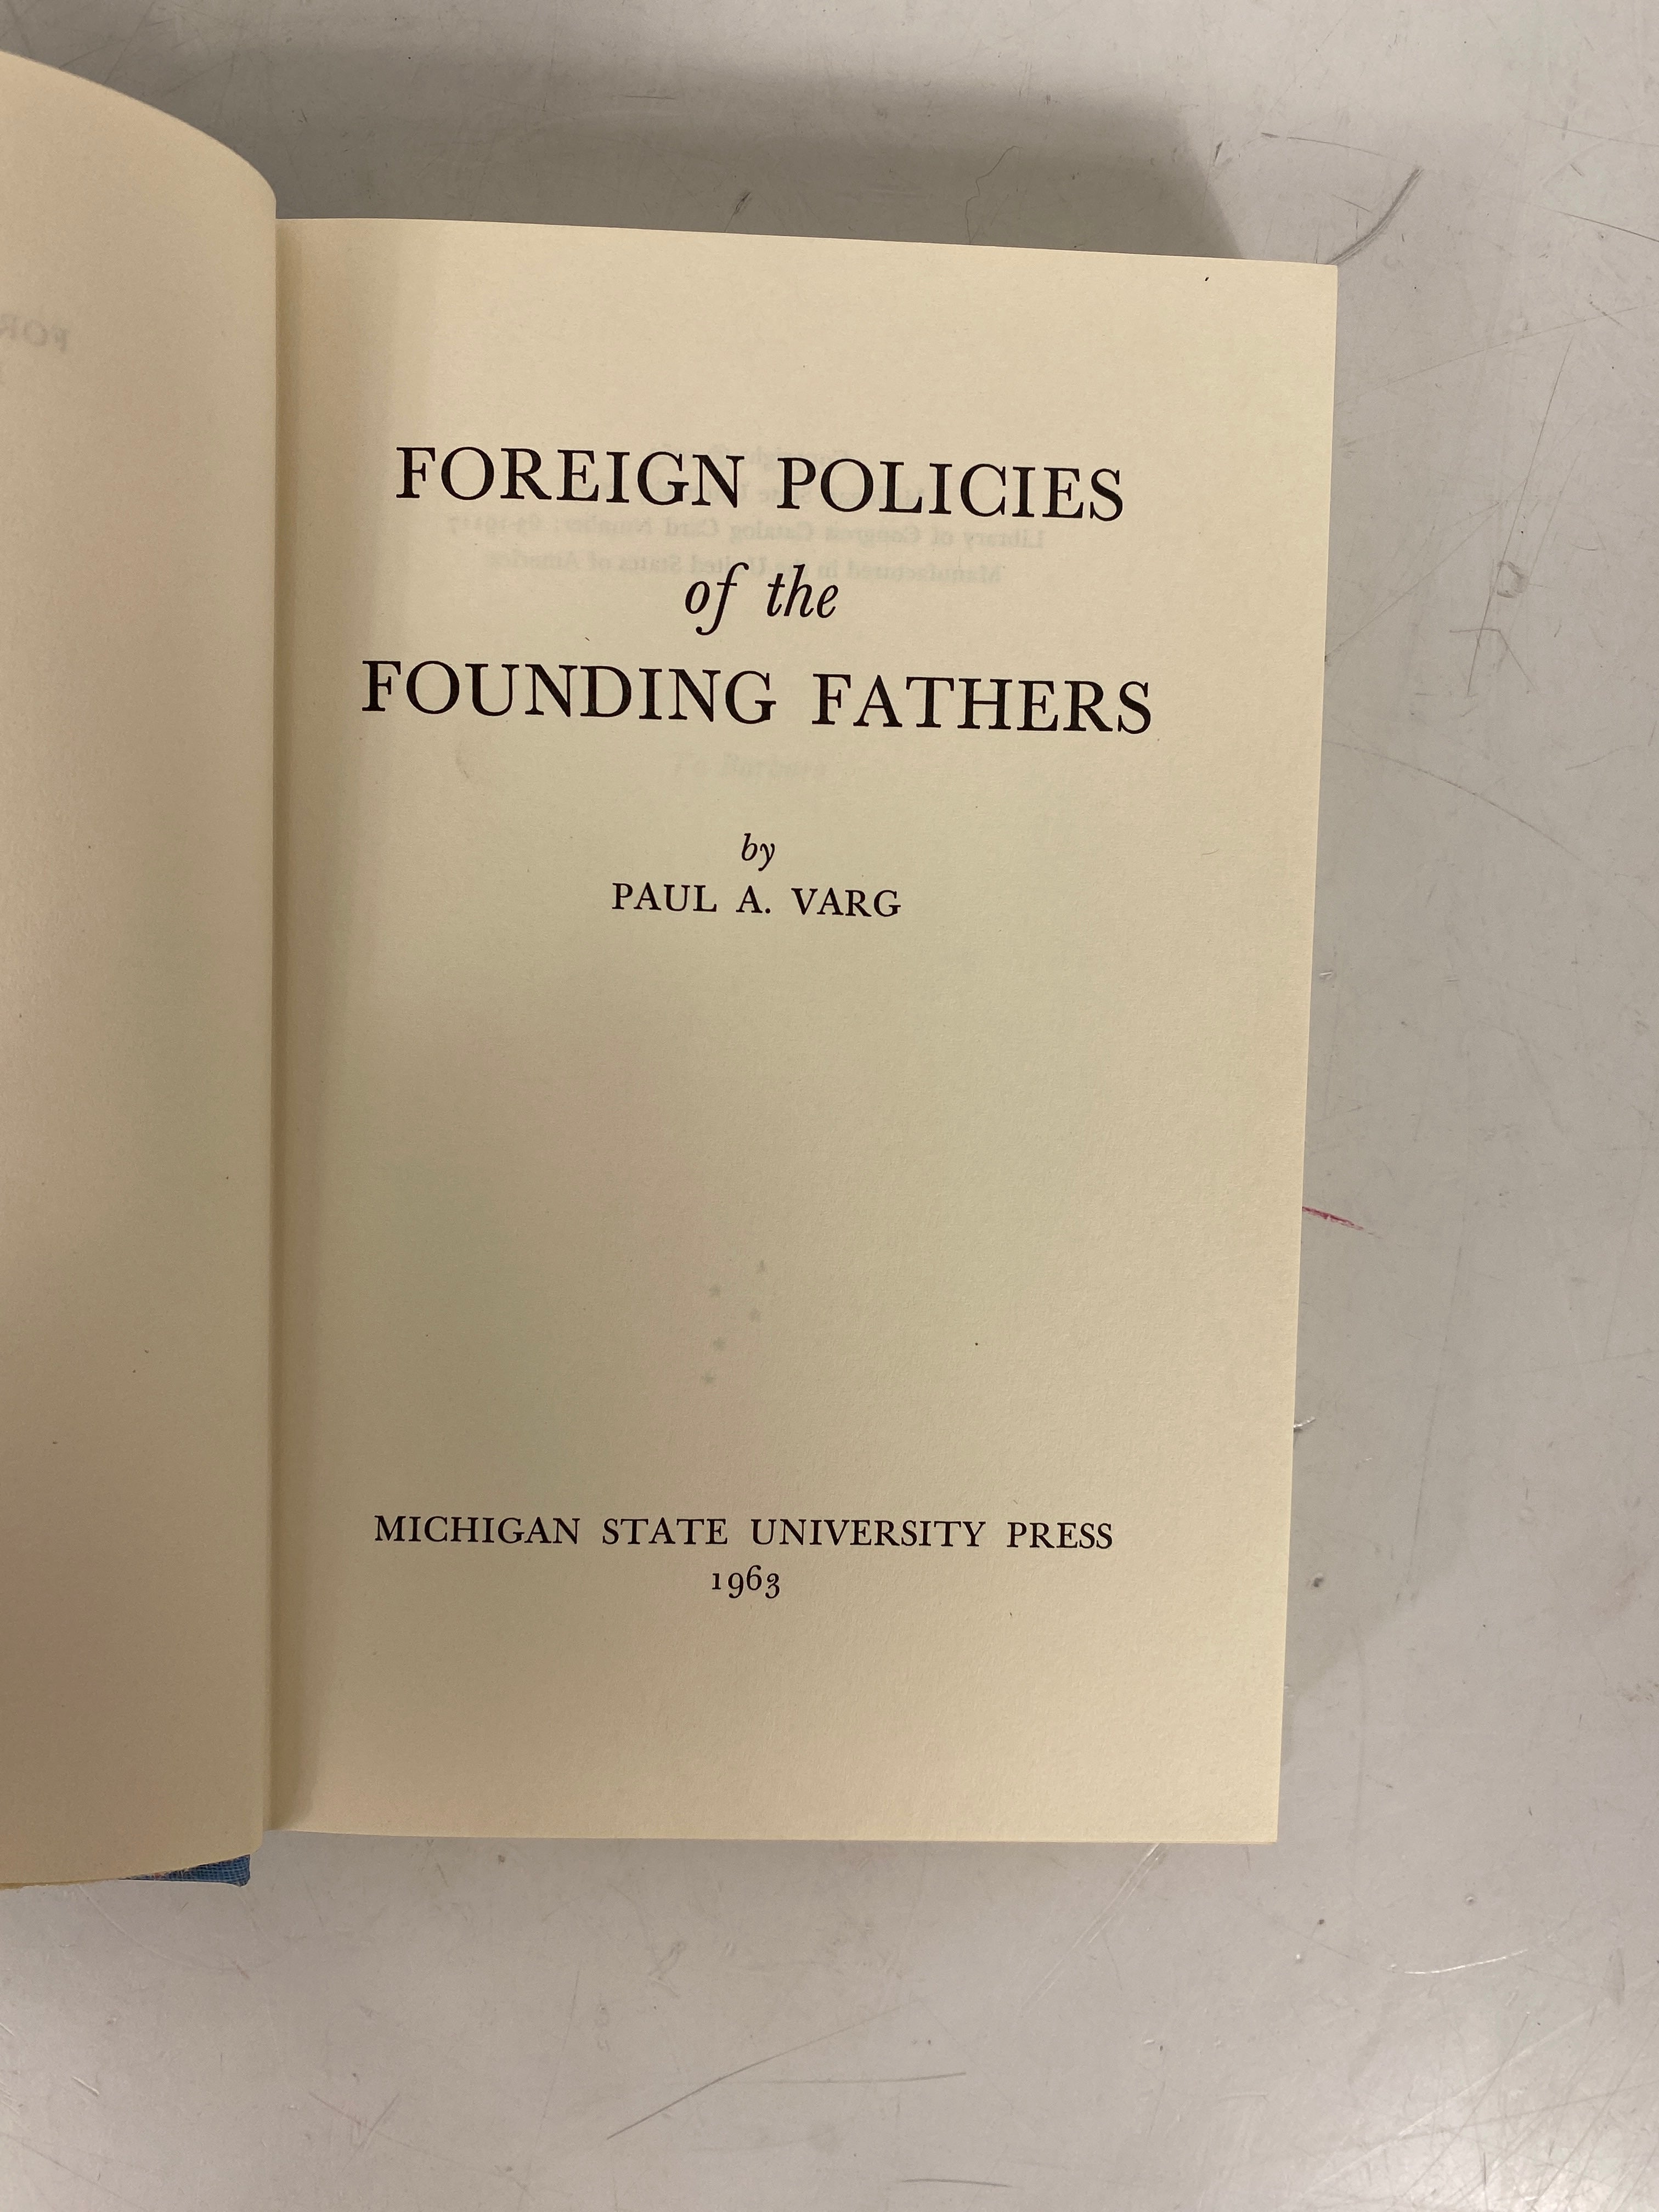 FOREIGN POLICIES
of the
FOUNDING FATHERS
by
PAUL A. VARG
MICHIGAN STATE UNIVERSITY PRESS
1963